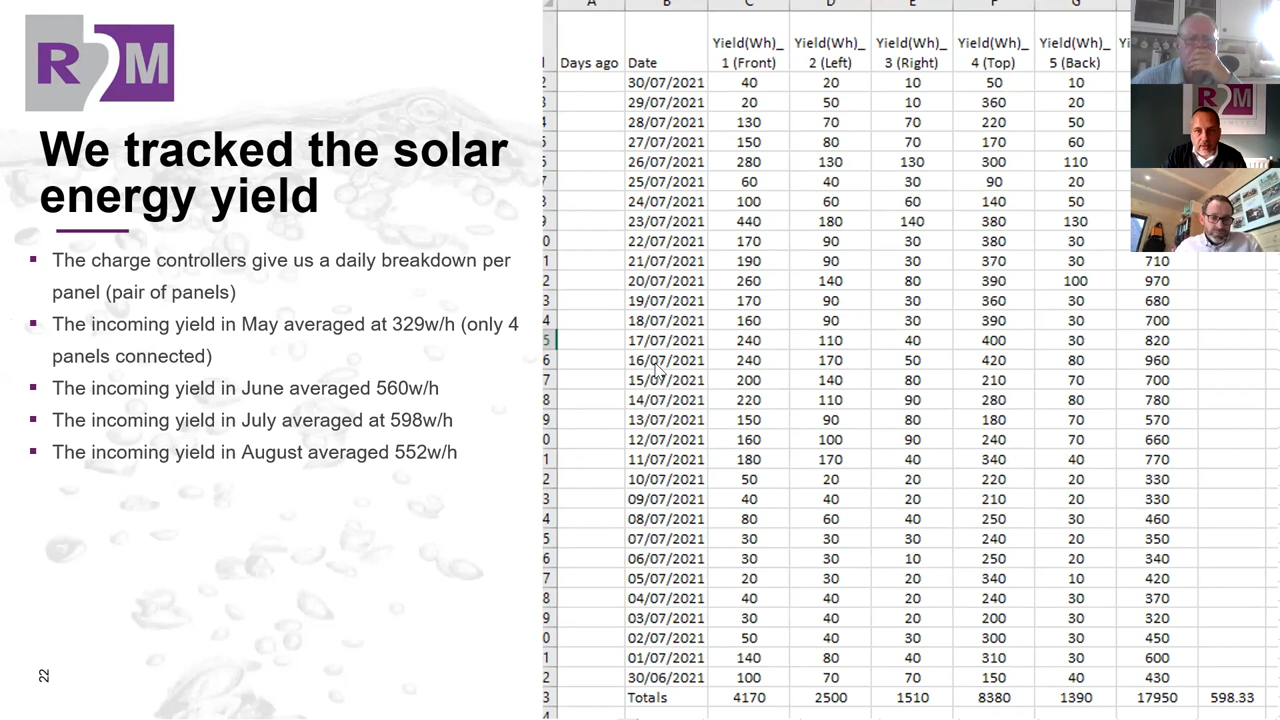 R2M
We tracked the solar
energy yield
▪ The charge controllers give us a daily breakdown per
panel (pair of panels)
▪ The incoming yield in May averaged at 329w/h (only 4
panels connected)
▪ The incoming yield in June averaged 560w/h
▪ The incoming yield in July averaged at 598w/h
▪ The incoming yield in August averaged 552w/h
22
A B C D E F G
Yield(Wh)_ Yield(Wh)_ Yield(Wh)_ Yield(Wh)_ Yield(Wh)_
Days ago Date 1 (Front) 2 (Left) 3 (Right) 4 (Top) 5 (Back)
30/07/2021 40 20 10 50 10
29/07/2021 20 50 10 360 20
28/07/2021 130 70 70 220 50
27/07/2021 150 80 70 170 60
26/07/2021 280 130 130 300 110
25/07/2021 60 40 30 90 20
24/07/2021 100 60 60 140 50
23/07/2021 440 180 140 380 130
22/07/2021 170 90 30 380 30
21/07/2021 190 90 30 370 30 710
20/07/2021 260 140 80 390 100 970
19/07/2021 170 90 30 360 30 680
18/07/2021 160 90 30 390 30 700
17/07/2021 240 110 40 400 30 820
16/07/2021 240 170 50 420 80 960
15/07/2021 200 140 80 210 70 700
14/07/2021 220 110 90 280 80 780
13/07/2021 150 90 80 180 70 570
12/07/2021 160 100 90 240 70 660
11/07/2021 180 170 40 340 40 770
10/07/2021 50 20 20 220 20 330
09/07/2021 40 40 20 210 20 330
08/07/2021 80 60 40 250 30 460
07/07/2021 30 30 30 240 20 350
06/07/2021 30 30 10 250 20 340
05/07/2021 20 30 20 340 10 420
04/07/2021 40 40 20 240 30 370
03/07/2021 30 40 20 200 30 320
02/07/2021 50 40 30 300 30 450
01/07/2021 140 80 40 310 30 600
30/06/2021 100 70 70 150 40 430
Totals 4170 2500 1510 8380 1390 17950 598.33
R2M